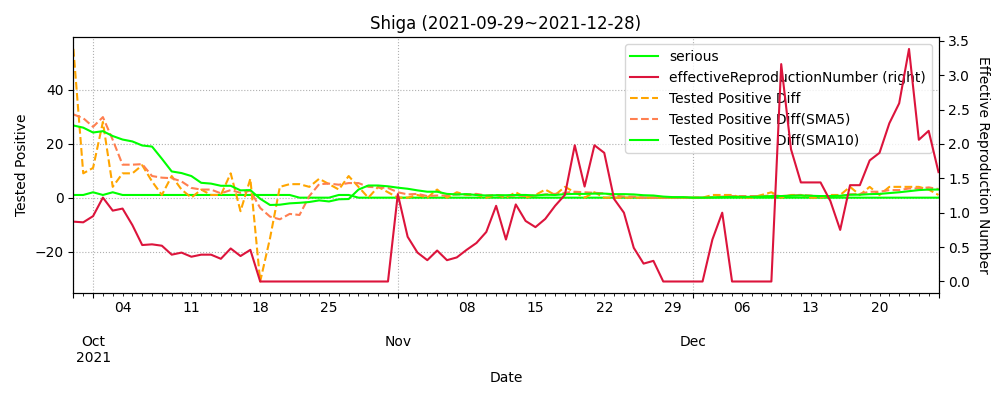 Shiga (2021-09-29~2021-12-28)
serious
effectiveReproductionNumber (right)
Tested Positive Diff
Tested Positive Diff(SMA5)
Tested Positive Diff(SMA10)
Tested Positive
40
20
0
−20
Effective Reproduction Number
3.5
3.0
2.5
2.0
1.5
1.0
0.5
0.0
04 11 18 25 08 15 22 29 06 13 20
Oct Nov Dec
2021
Date